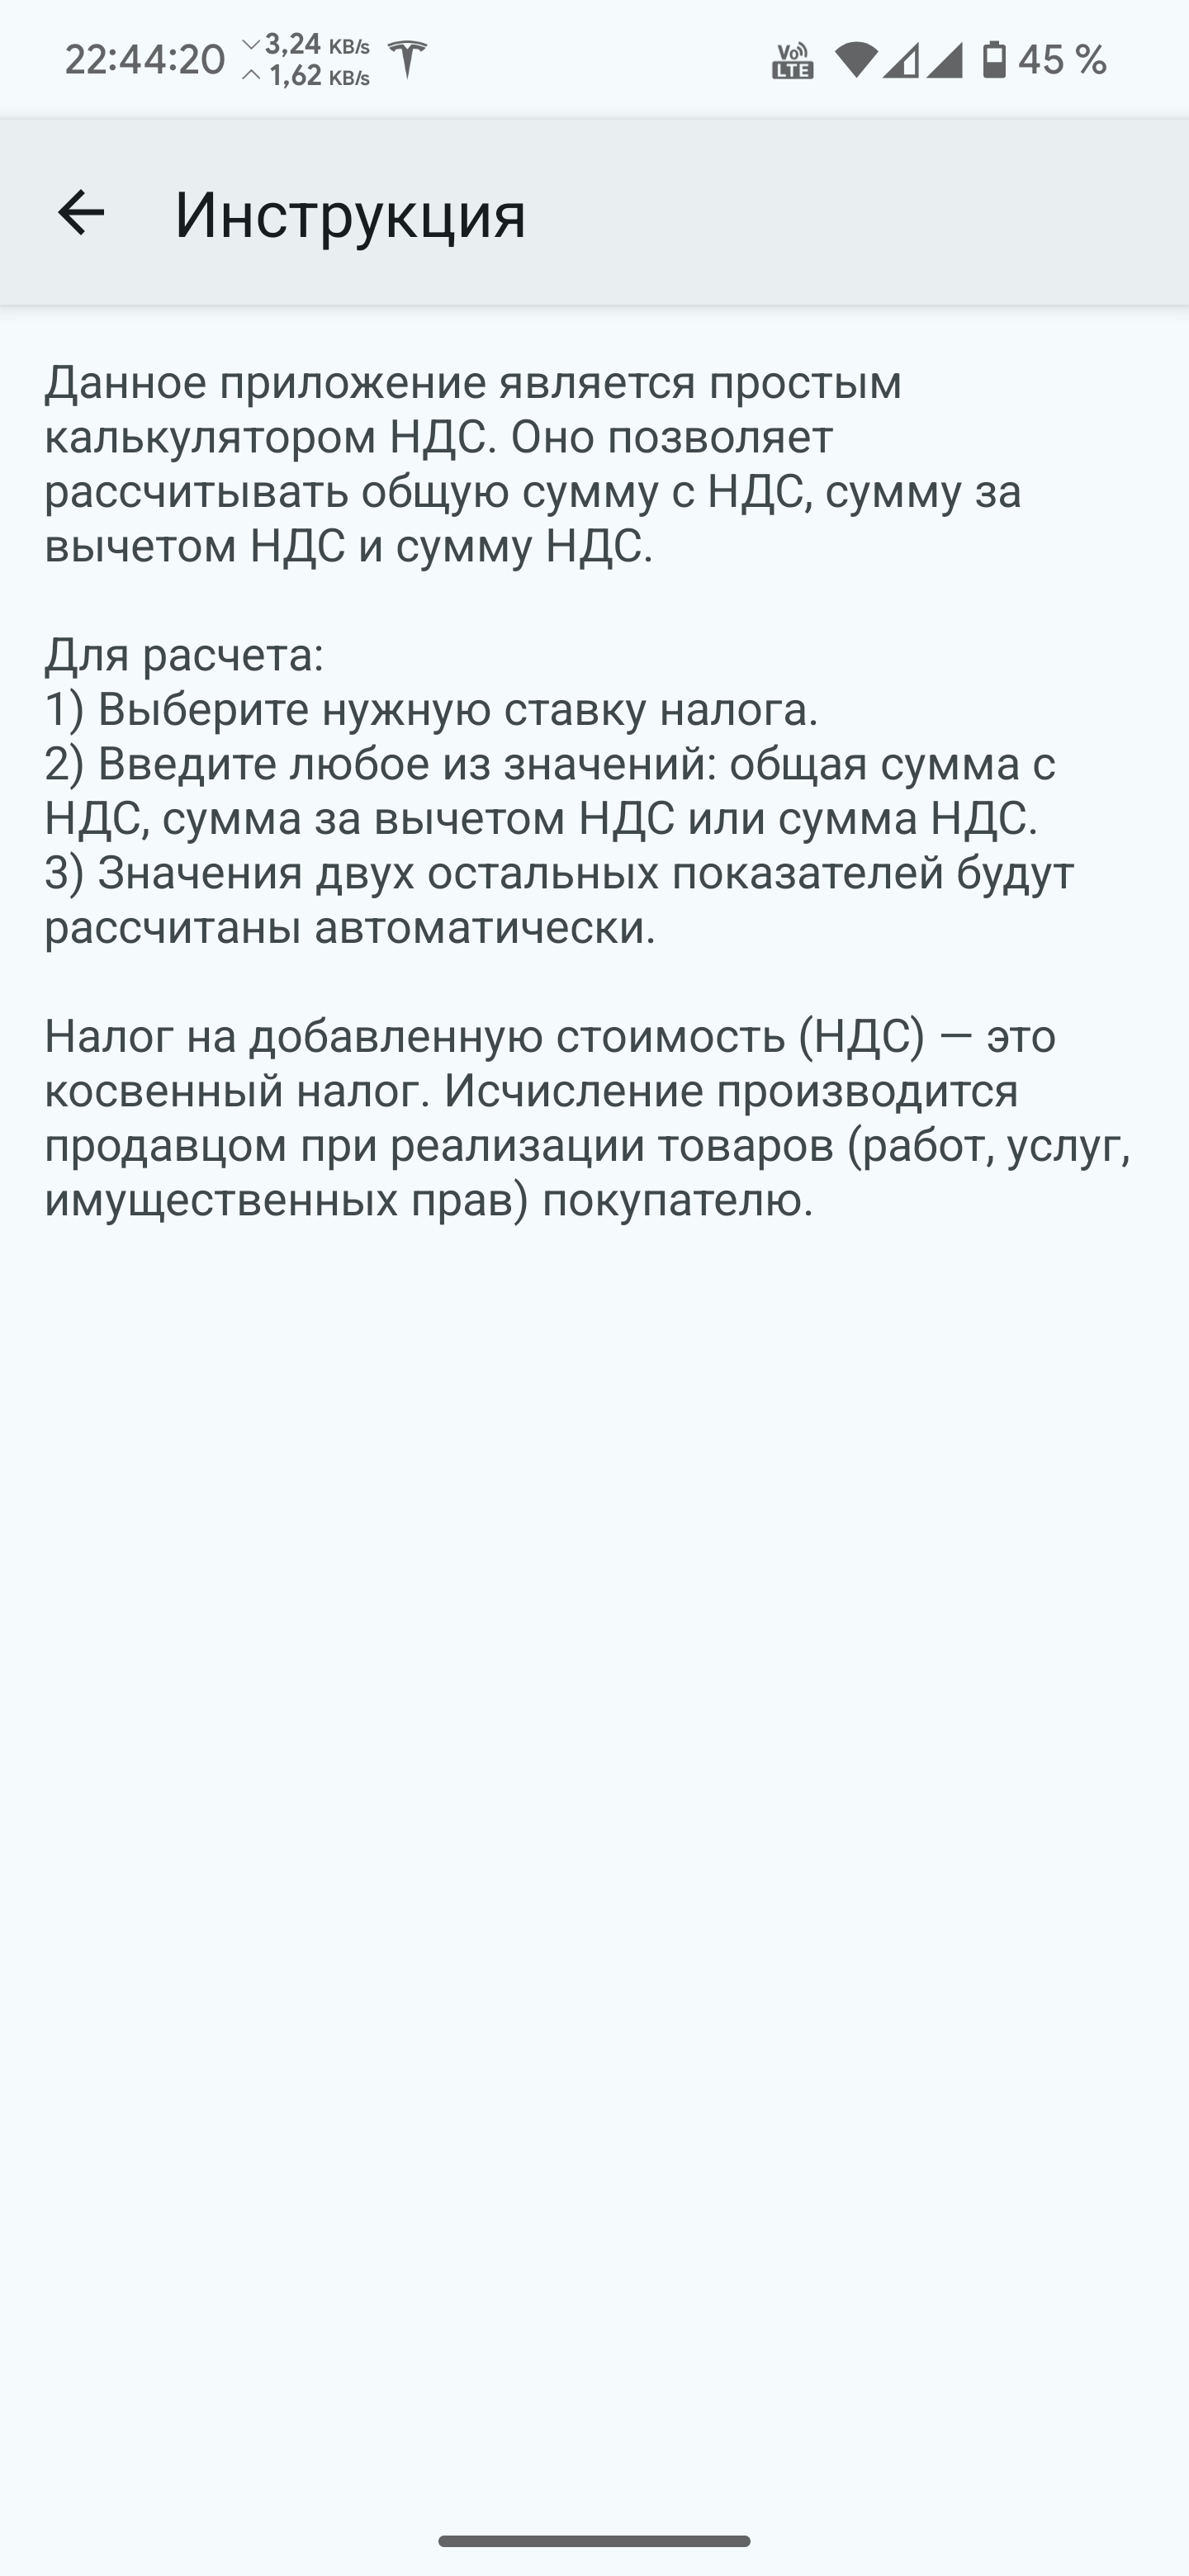 22:44:20 3,24 KB/s
1,62 KB/s
Vo LTE 45 %
Инструкция
Данное приложение является простым
калькулятором НДС. Оно позволяет
рассчитывать общую сумму с НДС, сумму за
вычетом НДС и сумму НДС.
Для расчета:
1) Выберите нужную ставку налога.
2) Введите любое из значений: общая сумма с
НДС, сумма за вычетом НДС или сумма НДС.
3) Значения двух остальных показателей будут
рассчитаны автоматически.
Налог на добавленную стоимость (НДС) — это
косвенный налог. Исчисление производится
продавцом при реализации товаров (работ, услуг,
имущественных прав) покупателю.